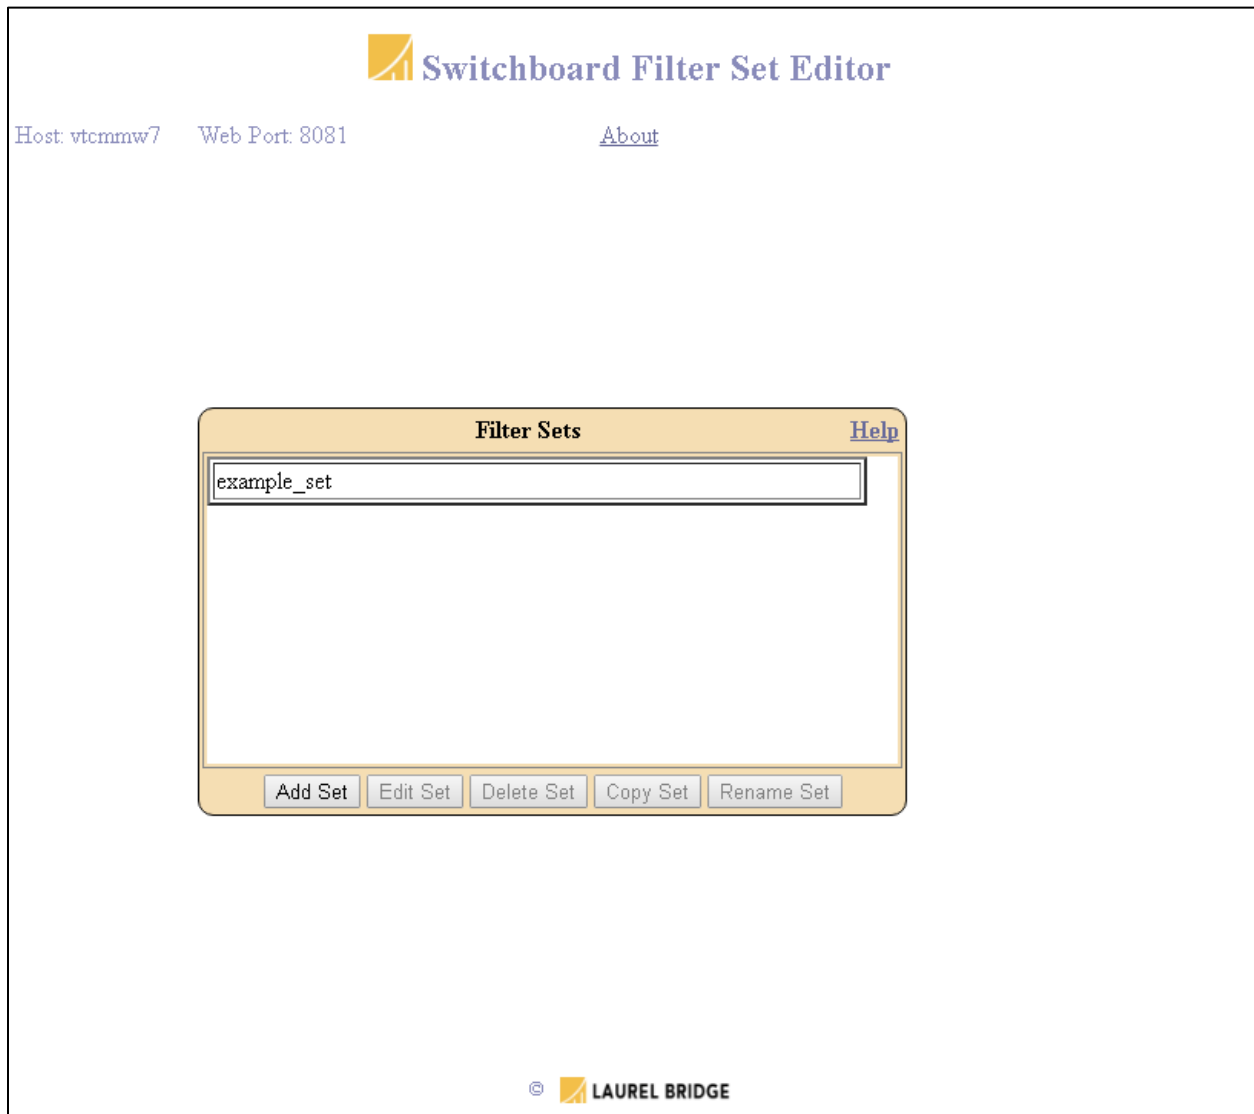 Switchboard Filter Set Editor
Host: vtcmmw7 Web Port: 8081 About
Filter Sets Help
example_set
Add Set Edit Set Delete Set Copy Set Rename Set
© LAUREL BRIDGE